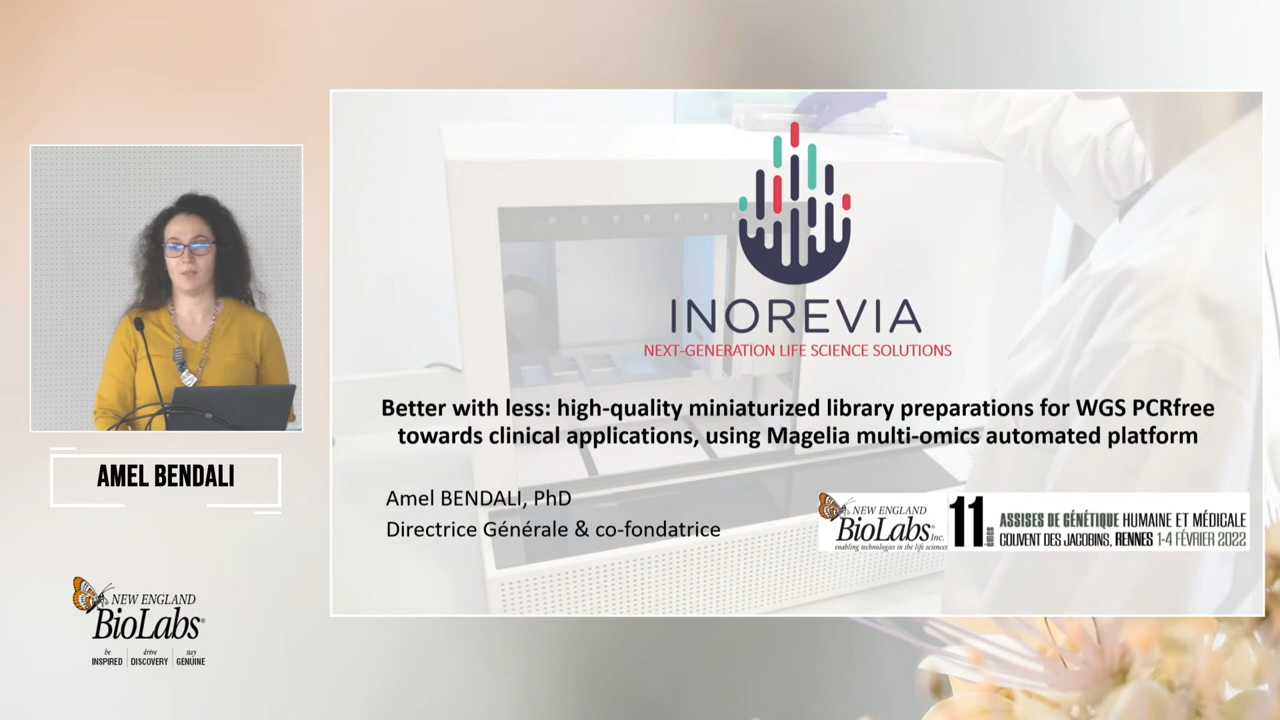 INOREVIA
NEXT-GENERATION LIFE SCIENCE SOLUTIONS
Better with less: high-quality miniaturized library preparations for WGS PCRfree
towards clinical applications, using Magelia multi-omics automated platform
Amel BENDALI, PhD
Directrice Générale & co-fondatrice
NEW ENGLAND
BioLabs® Inc.
enabling technologies in the life sciences
11èmes
ASSISES DE GÉNÉTIQUE HUMAINE ET MÉDICALE
COUVENT DES JACOBINS, RENNES 1-4 FÉVRIER 2022
AMEL BENDALI
NEW ENGLAND
BioLabs®
be INSPIRED | drive DISCOVERY | stay GENUINE